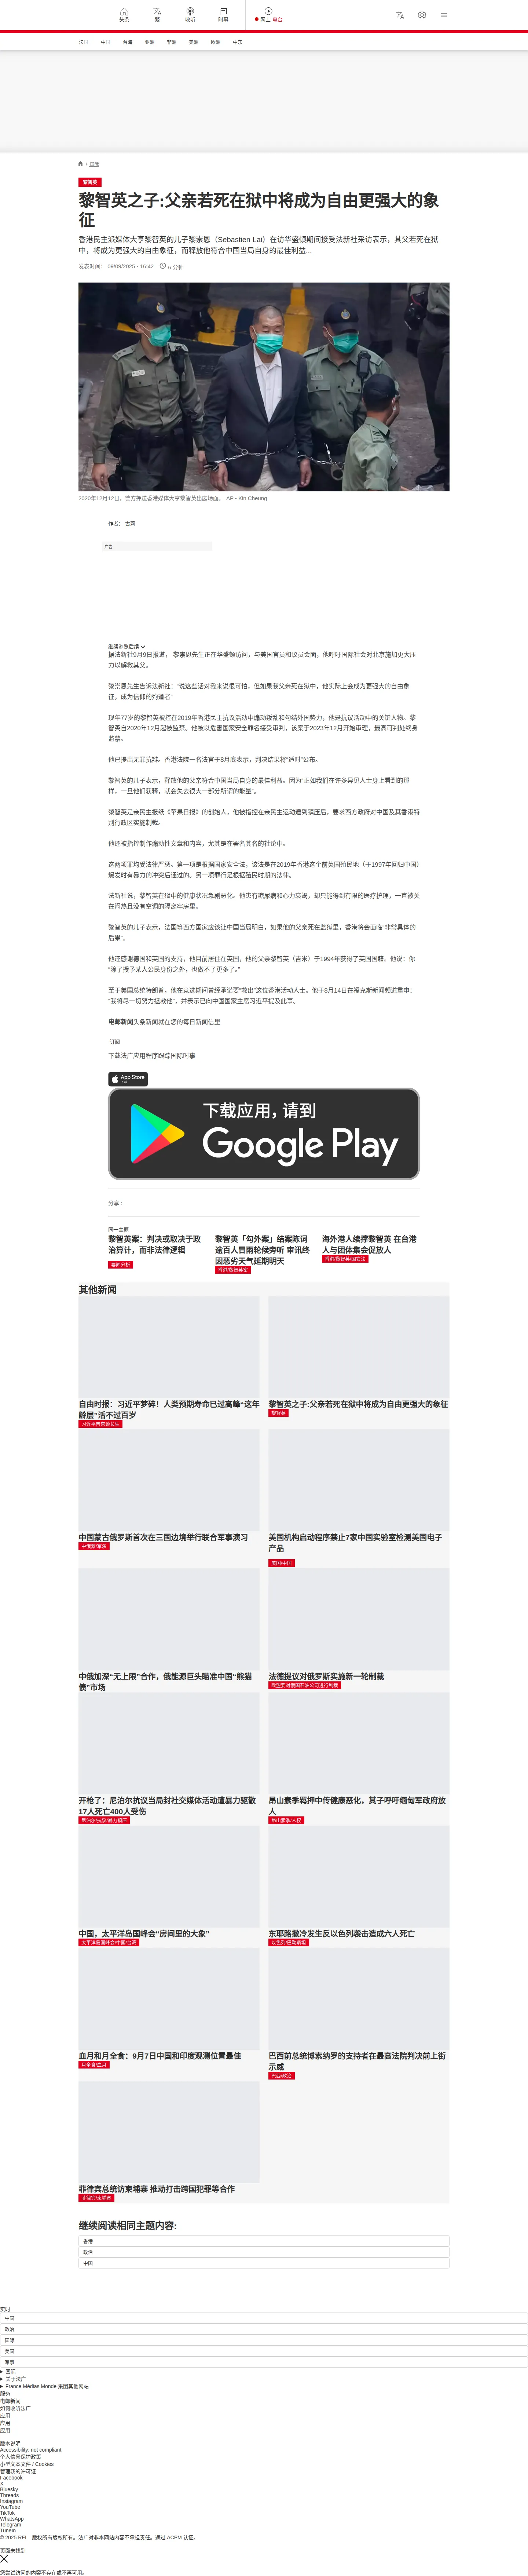 头条
繁
收听
时事
网上 电台
法国
中国
台海
亚洲
非洲
美洲
欧洲
中东
/ 国际
黎智英
黎智英之子:父亲若死在狱中将成为自由更强大的象
征
香港民主派媒体大亨黎智英的儿子黎崇恩（Sebastien Lai）在访华盛顿期间接受法新社采访表示，其父若死在狱
中，将成为更强大的自由象征，而释放他符合中国当局自身的最佳利益...
发表时间： 09/09/2025 - 16:42
6 分钟
2020年12月12日，警方押送香港媒体大亨黎智英出庭场面。 AP - Kin Cheung
作者： 古莉
广告
继续浏览后续
据法新社9月9日报道， 黎崇恩先生正在华盛顿访问，与美国官员和议员会面，他呼吁国际社会对北京施加更大压
力以解救其父。
黎崇恩先生告诉法新社：“说这些话对我来说很可怕，但如果我父亲死在狱中，他实际上会成为更强大的自由象
征，成为信仰的殉道者”
现年77岁的黎智英被控在2019年香港民主抗议活动中煽动叛乱和勾结外国势力，他是抗议活动中的关键人物。黎
智英自2020年12月起被监禁。他被以危害国家安全罪名接受审判，该案于2023年12月开始审理，最高可判处终身
监禁。
他已提出无罪抗辩。香港法院一名法官于8月底表示，判决结果将“适时”公布。
黎智英的儿子表示，释放他的父亲符合中国当局自身的最佳利益。因为“正如我们在许多异见人士身上看到的那
样，一旦他们获释，就会失去很大一部分所谓的能量”。
黎智英是亲民主报纸《苹果日报》的创始人，他被指控在亲民主运动遭到镇压后，要求西方政府对中国及其香港特
别行政区实施制裁。
他还被指控制作煽动性文章和内容，尤其是在署名其名的社论中。
这两项罪均受法律严惩。第一项是根据国家安全法，该法是在2019年香港这个前英国殖民地（于1997年回归中国）
爆发时有暴力的冲突后通过的。另一项罪行是根据殖民时期的法律。
法新社说，黎智英在狱中的健康状况急剧恶化。他患有糖尿病和心力衰竭，却只能得到有限的医疗护理，一直被关
在闷热且没有空调的隔离牢房里。
黎智英的儿子表示，法国等西方国家应该让中国当局明白，如果他的父亲死在监狱里，香港将会面临“非常具体的
后果”。
他还感谢德国和英国的支持，他目前居住在英国，他的父亲黎智英（吉米）于1994年获得了英国国籍。他说：你
“除了授予某人公民身份之外，也做不了更多了。”
至于美国总统特朗普，他在竞选期间曾经承诺要“救出”这位香港活动人士。他于8月14日在福克斯新闻频道重申：
“我将尽一切努力拯救他”，并表示已向中国国家主席习近平提及此事。
电邮新闻头条新闻就在您的每日新闻信里
订阅
下载法广应用程序跟踪国际时事
App Store
下载
下载应用，请到
Google Play
分享 :
同一主题
黎智英案：判决或取决于政
治算计，而非法律逻辑
要闻分析
黎智英「勾外案」结案陈词
逾百人冒雨轮候旁听 审讯终
因恶劣天气延期明天
香港/黎智英案
海外港人续撑黎智英 在台港
人与团体集会促放人
香港/黎智英/国安法
其他新闻
自由时报：习近平梦碎！人类预期寿命已过高峰“这年
龄层”活不过百岁
习近平普京谈长生
黎智英之子:父亲若死在狱中将成为自由更强大的象征
黎智英
中国蒙古俄罗斯首次在三国边境举行联合军事演习
中俄蒙/军演
美国机构启动程序禁止7家中国实验室检测美国电子
产品
美国/中国
中俄加深“无上限”合作，俄能源巨头瞄准中国“熊猫
债”市场
法德提议对俄罗斯实施新一轮制裁
欧盟要对俄国石油公司进行制裁
开枪了：尼泊尔抗议当局封社交媒体活动遭暴力驱散
17人死亡400人受伤
尼泊尔/抗议/暴力镇压
昂山素季羁押中传健康恶化，其子呼吁缅甸军政府放
人
昂山素季/人权
中国，太平洋岛国峰会“房间里的大象”
太平洋岛国峰会/中国/台湾
东耶路撒冷发生反以色列袭击造成六人死亡
以色列/巴勒斯坦
血月和月全食：9月7日中国和印度观测位置最佳
月全食/血月
巴西前总统博索纳罗的支持者在最高法院判决前上街
示威
巴西/政治
菲律宾总统访柬埔寨 推动打击跨国犯罪等合作
菲律宾/柬埔寨
继续阅读相同主题内容:
香港
政治
中国
实时
中国
政治
国际
美国
军事
国际
关于法广
France Médias Monde 集团其他网站
服务
电邮新闻
如何收听法广
应用
应用
应用
版本说明
Accessibility: not compliant
个人信息保护政策
小型文本文件 / Cookies
管理我的许可证
Facebook
X
Bluesky
Threads
Instagram
YouTube
TikTok
WhatsApp
Telegram
TuneIn
© 2025 RFI – 版权所有版权所有。法广对非本网站内容不承担责任。通过 ACPM 认证。
页面未找到
您尝试访问的内容不存在或不再可用。